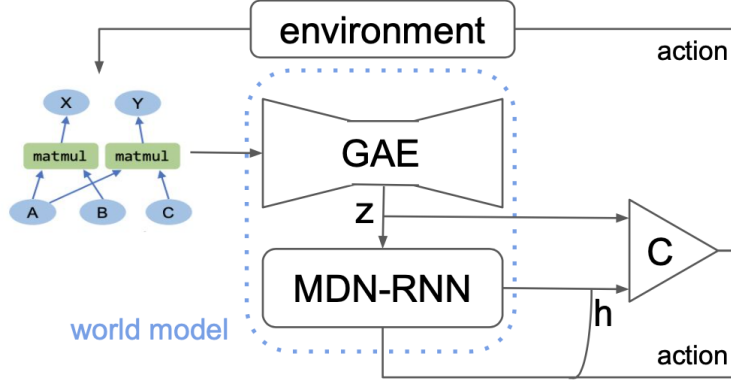 environment
action
X Y
matmul matmul
A B C
GAE
z
C
MDN-RNN
h
world model
action